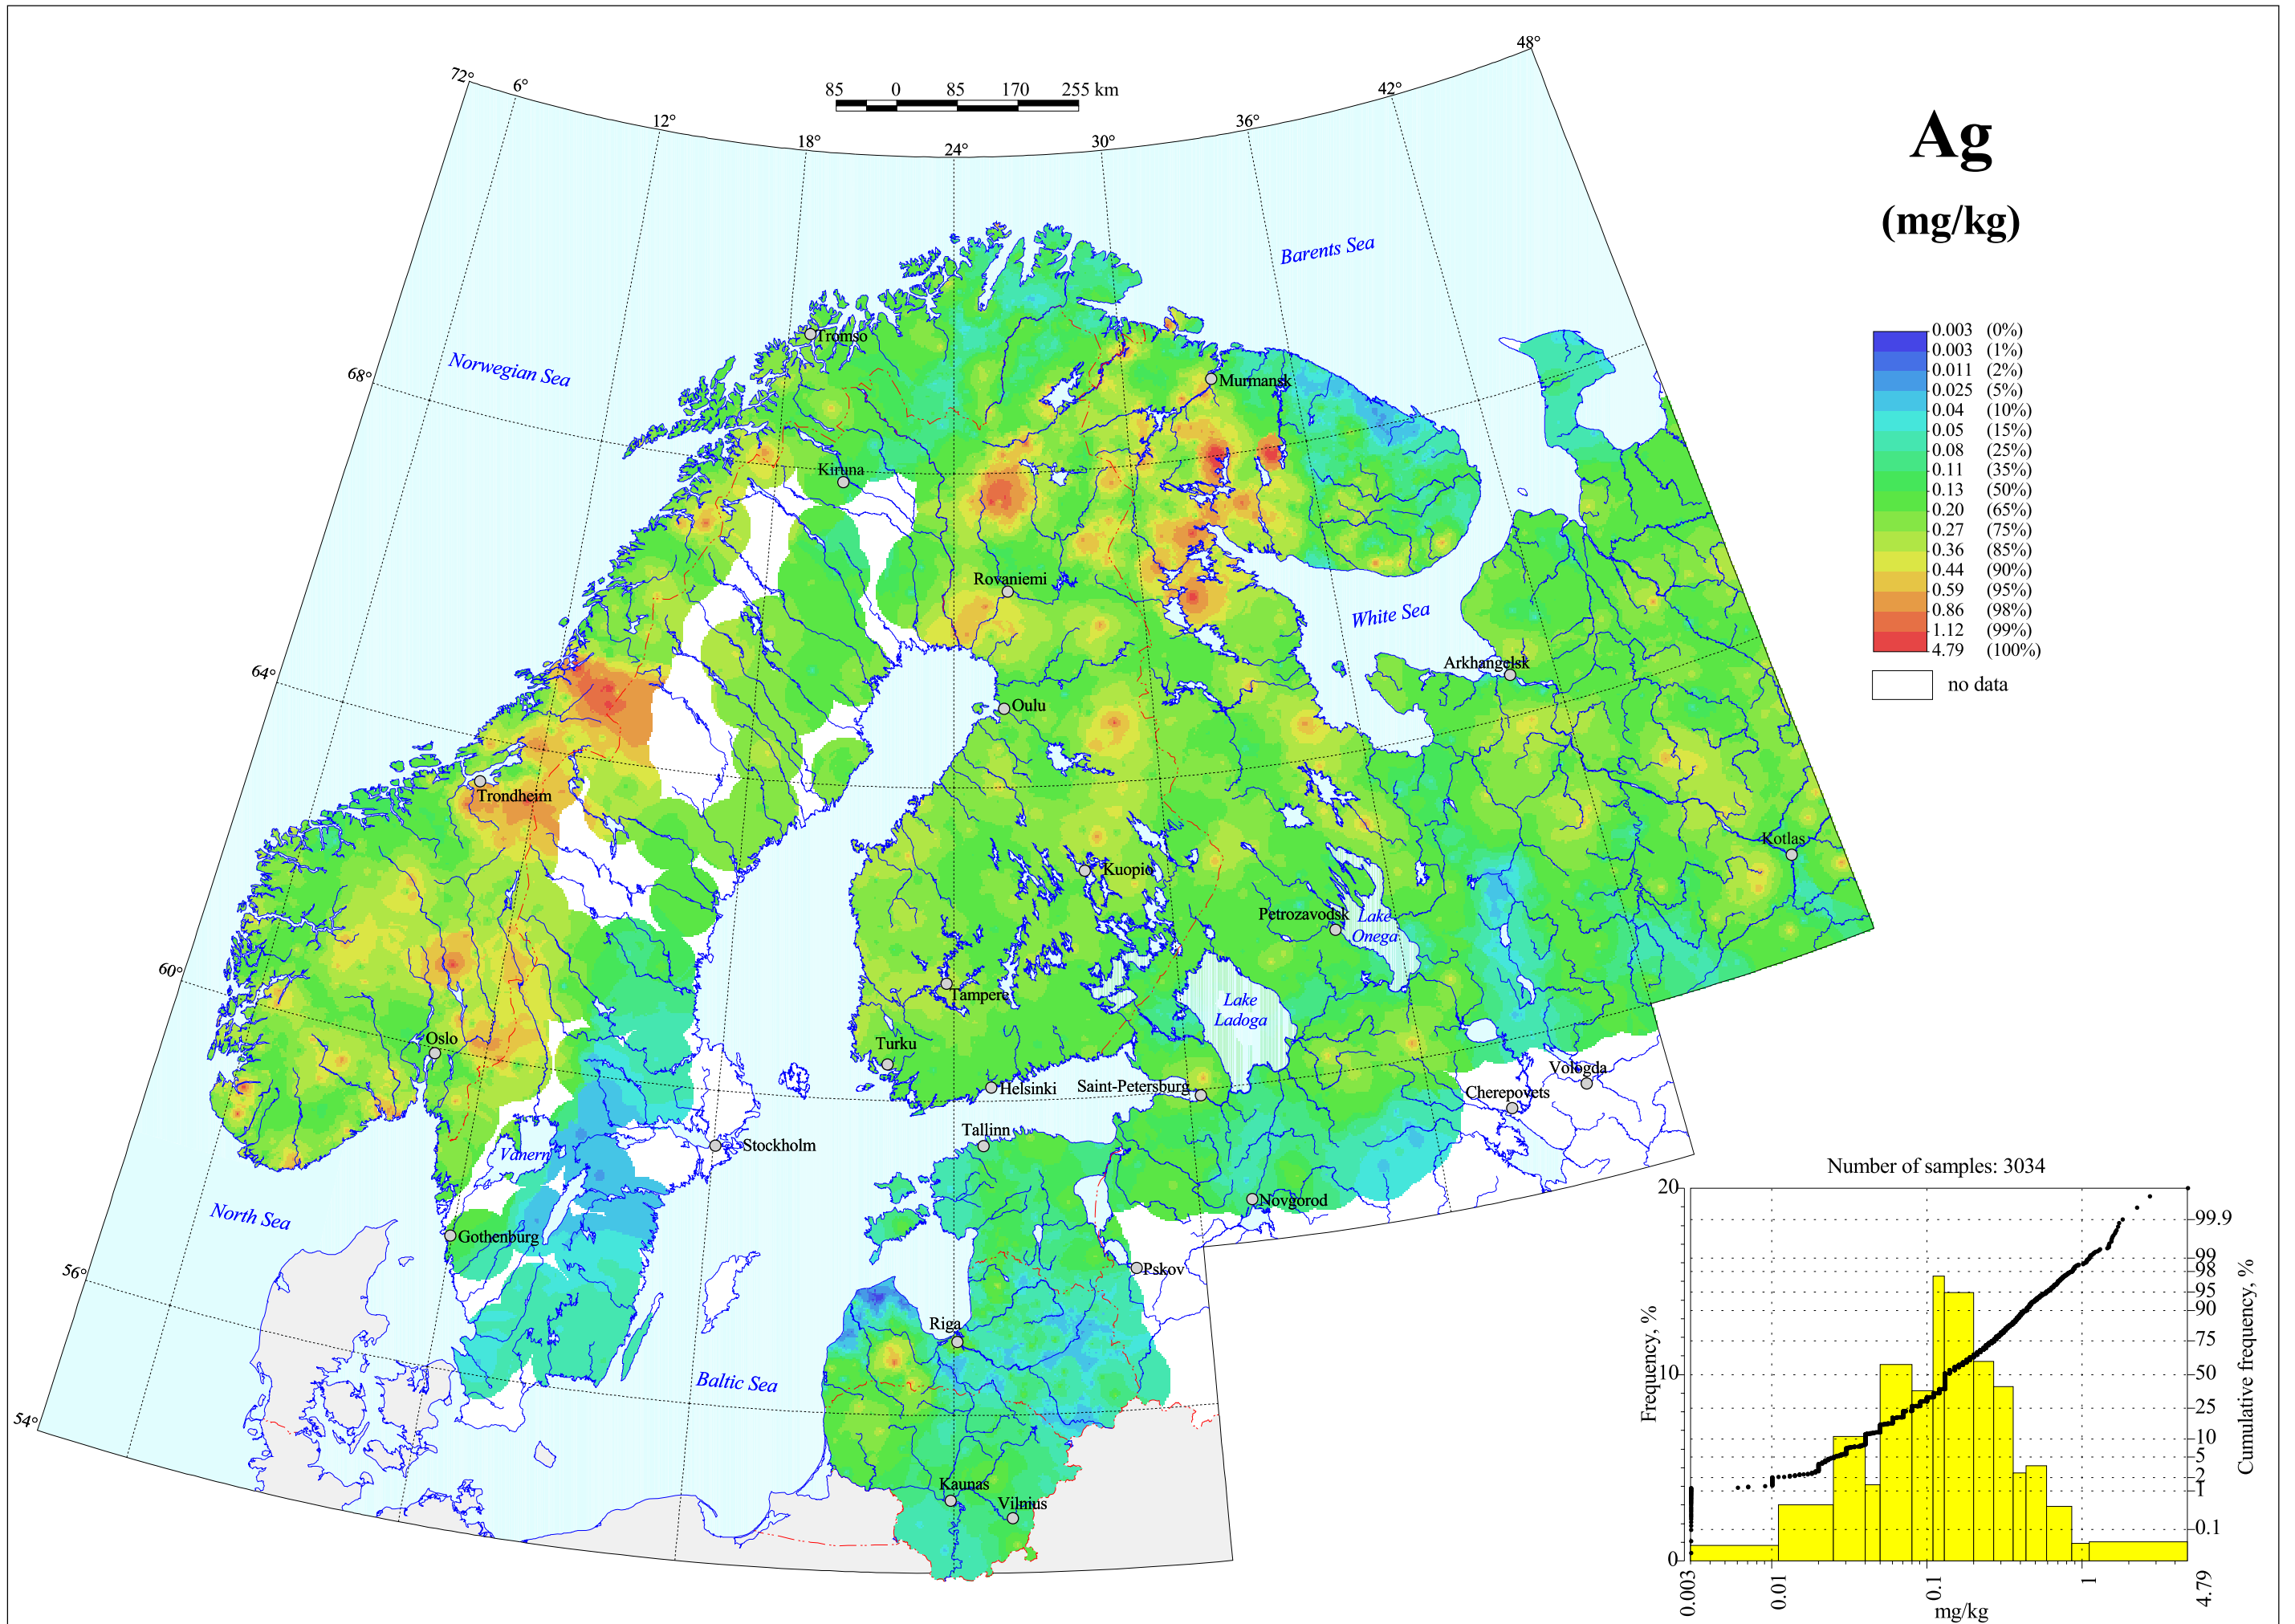 48°
72°
6°
42°
85 0 85 170 255 km
12°
36°
18°
30°
24°
Ag
(mg/kg)
Barents Sea
Tromso
Norwegian Sea
68°
Murmansk
Kiruna
0.003 (0%)
0.003 (1%)
0.011 (2%)
0.025 (5%)
0.04 (10%)
0.05 (15%)
0.08 (25%)
0.11 (35%)
0.13 (50%)
0.20 (65%)
0.27 (75%)
0.36 (85%)
0.44 (90%)
0.59 (95%)
0.86 (98%)
1.12 (99%)
4.79 (100%)
no data
Rovaniemi
White Sea
Arkhangelsk
64°
Oulu
Trondheim
Kotlas
Kuopio
Petrozavodsk
Lake
Onega
60°
Tampere
Lake
Ladoga
Oslo
Turku
Helsinki
Saint-Petersburg
Vologda
Cherepovets
Tallinn
Stockholm
Vanern
Novgorod
North Sea
Gothenburg
Pskov
56°
Riga
Baltic Sea
54°
Kaunas
Vilnius
Number of samples: 3034
20
10
0
Frequency, %
99.9
99
98
95
90
75
50
25
10
5
2
1
0.1
Cumulative frequency, %
0.003
0.01
0.1
1
4.79
mg/kg